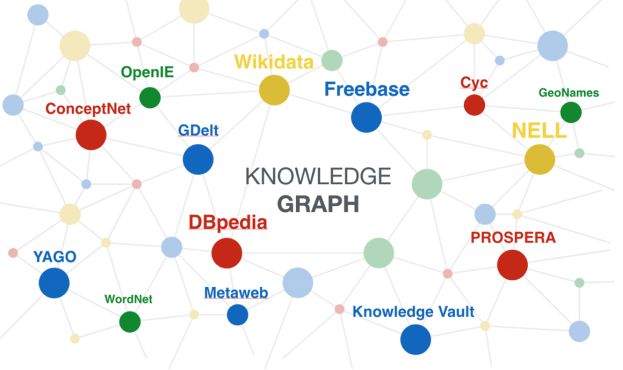 Wikidata
OpenIE
Freebase
Cyc
GeoNames
ConceptNet
GDelt
NELL
KNOWLEDGE
GRAPH
DBpedia
PROSPERA
YAGO
WordNet
Metaweb
Knowledge Vault